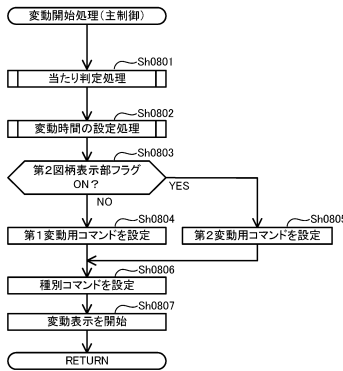 変動開始処理(主制御)
Sh0801
当たり判定処理
Sh0802
変動時間の設定処理
Sh0803
第2図柄表示部フラグ
ON?
YES
NO
Sh0804
第1変動用コマンドを設定
Sh0805
第2変動用コマンドを設定
Sh0806
種別コマンドを設定
Sh0807
変動表示を開始
RETURN